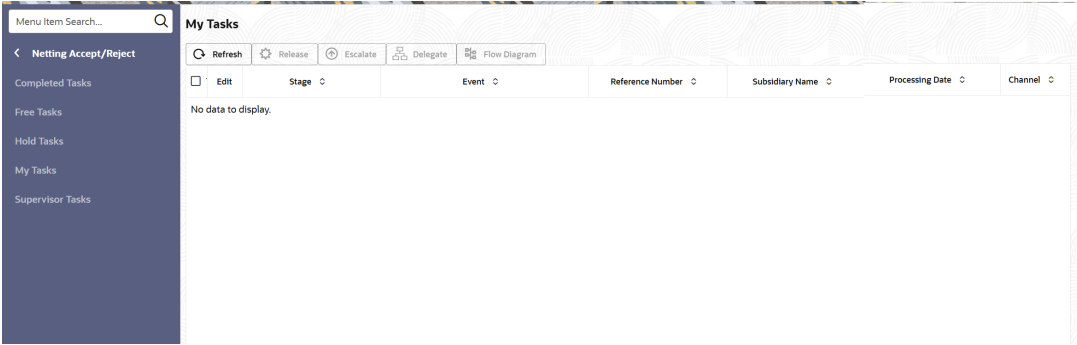 Menu Item Search...
Netting Accept/Reject
Completed Tasks
Free Tasks
Hold Tasks
My Tasks
Supervisor Tasks
My Tasks
Refresh Release Escalate Delegate Flow Diagram
Edit Stage Event Reference Number Subsidiary Name Processing Date Channel
No data to display.